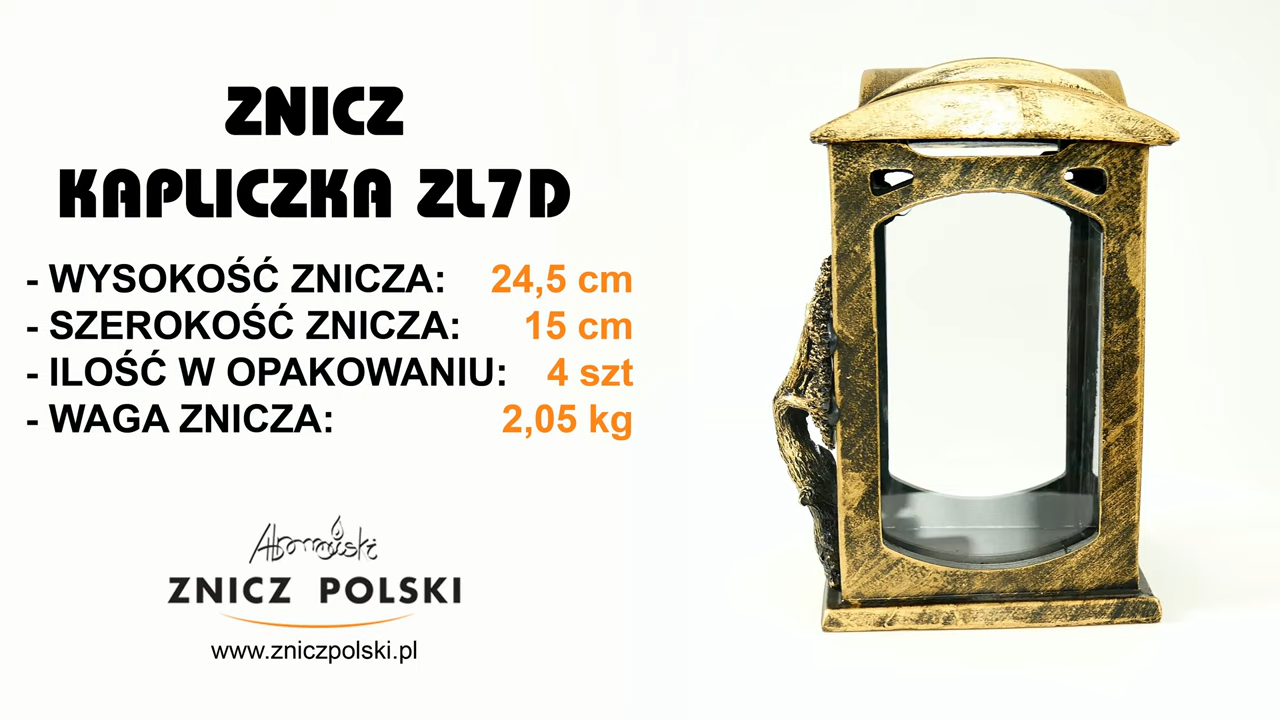 ZNICZ
KAPLICZKA ZL7D
- WYSOKOŚĆ ZNICZA: 24,5 cm
- SZEROKOŚĆ ZNICZA: 15 cm
- ILOŚĆ W OPAKOWANIU: 4 szt
- WAGA ZNICZA: 2,05 kg
ZNICZ POLSKI
www.zniczpolski.pl